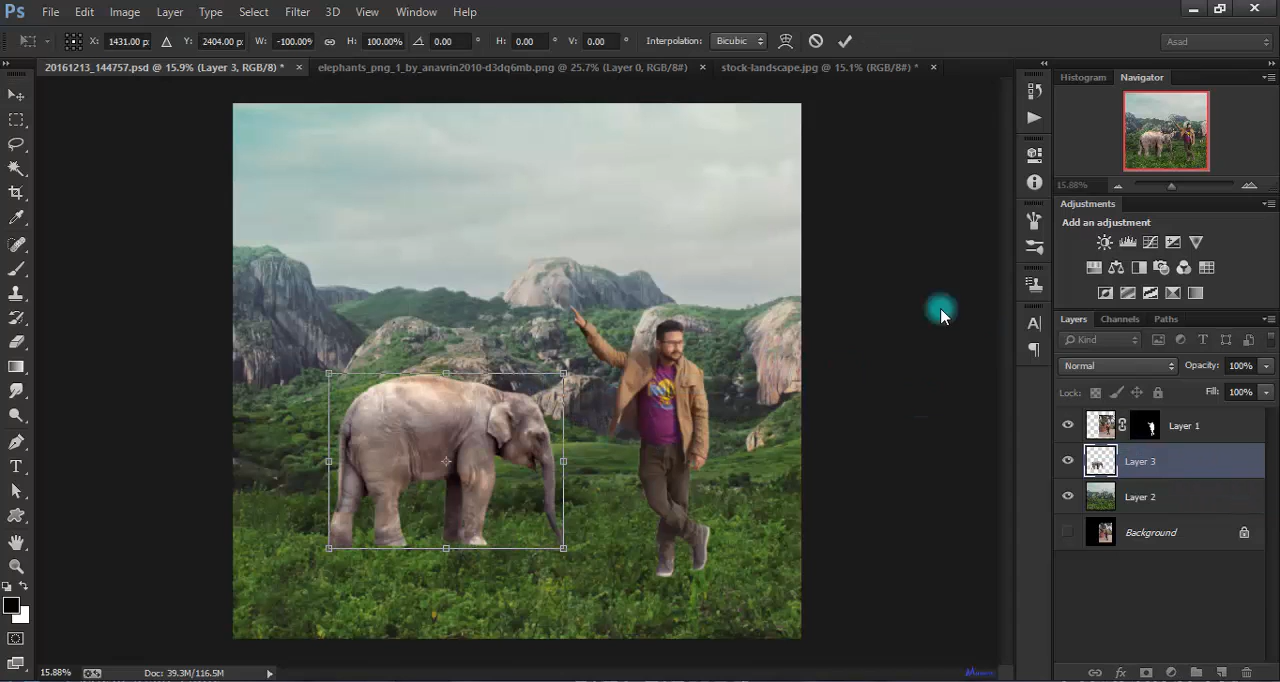 Ps File Edit Image Layer Type Select Filter 3D View Window Help
X: 1431.00 p: Y: 2404.00 p: W: -100.00% H: 100.00% 0.00 ° H: 0.00 ° V: 0.00 ° Interpolation: Bicubic Asad
20161213_144757.psd @ 15.9% (Layer 3, RGB/8) * × elephants_png_1_by_anavrin2010-d3dq6mb.png @ 25.7% (Layer 0, RGB/8#) × stock-landscape.jpg @ 15.1% (RGB/8#) * ×
Histogram Navigator
15.88%
Adjustments
Add an adjustment
Layers Channels Paths
Kind
Normal Opacity: 100%
Lock: Fill: 100%
Layer 1
Layer 3
Layer 2
Background
15.88% Doc: 39.3M/116.5M